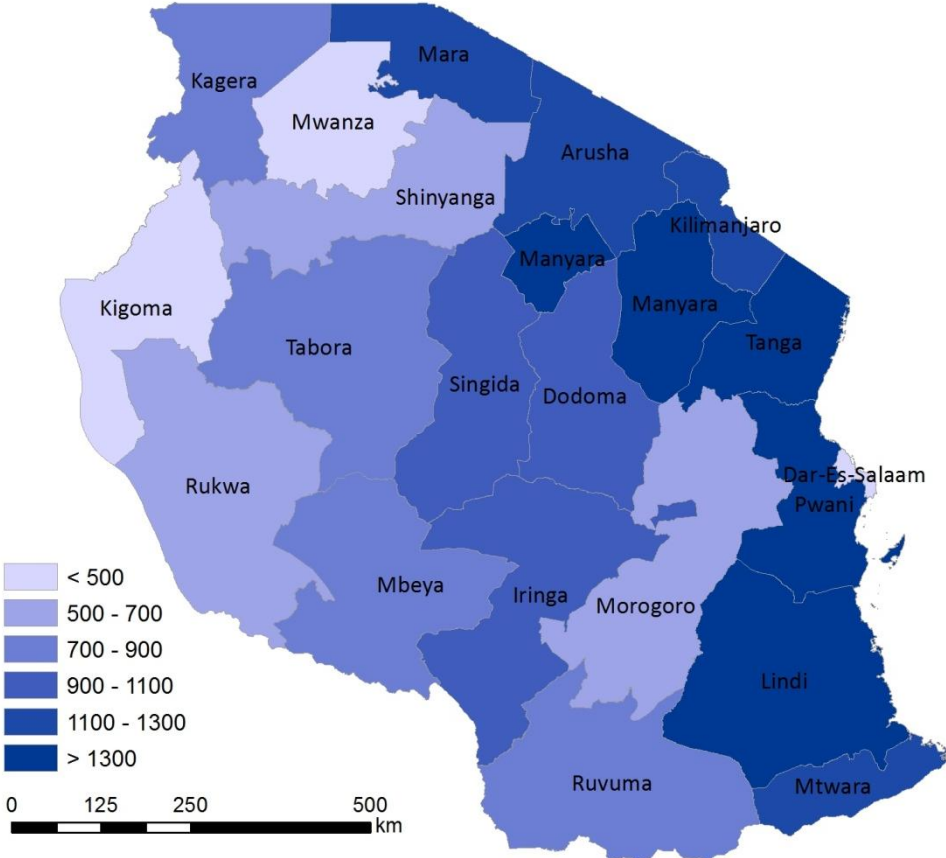 Mara
Kagera
Mwanza
Arusha
Shinyanga
Kilimanjaro
Manyara
Kigoma
Manyara
Tabora
Tanga
Singida
Dodoma
Rukwa
Dar-Es-Salaam
Pwani
Mbeya
Iringa
Morogoro
Lindi
Ruvuma
Mtwara
< 500
500 - 700
700 - 900
900 - 1100
1100 - 1300
> 1300
0 125 250 500
km